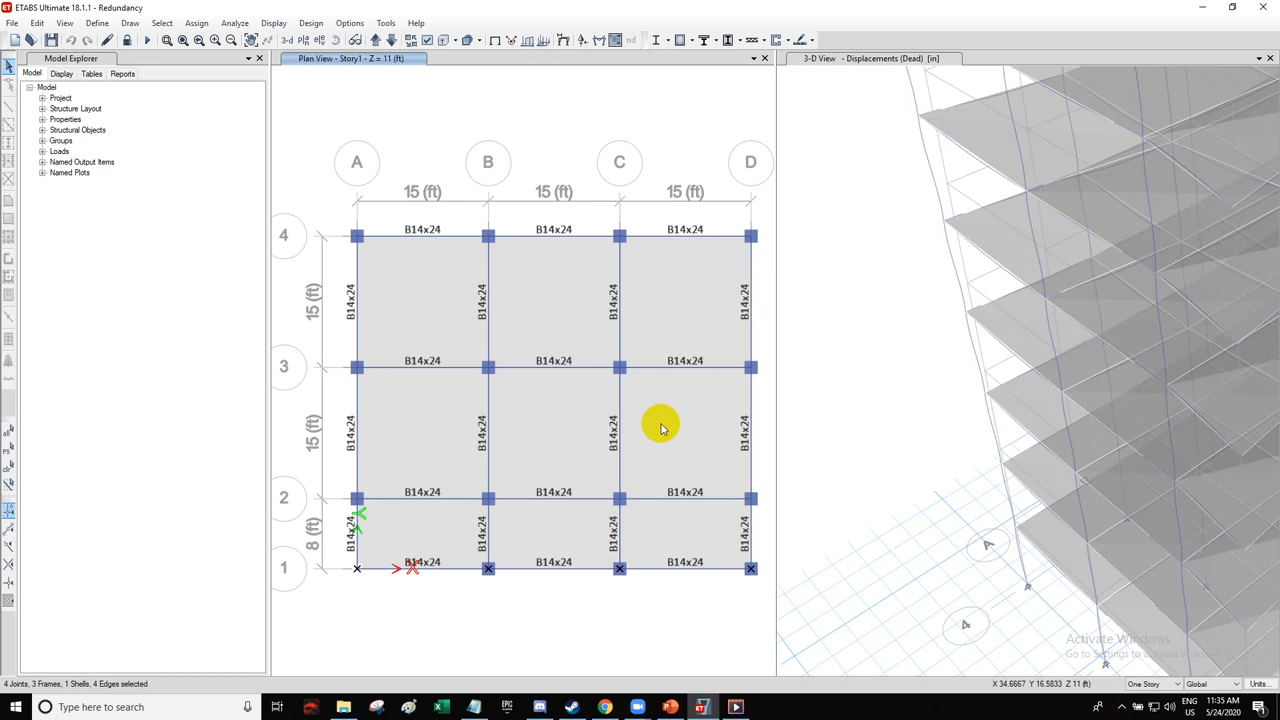 ETABS Ultimate 18.1.1 - Redundancy
File Edit View Define Draw Select Assign Analyze Display Design Options Tools Help
3-d
nd
Model Explorer
Plan View - Story1 - Z = 11 (ft)
3-D View - Displacements (Dead) [in]
Model Display Tables Reports
Model
Project
Structure Layout
Properties
Structural Objects
Groups
Loads
Named Output Items
Named Plots
A B C D
15 (ft) 15 (ft) 15 (ft)
4
B14x24 B14x24 B14x24
15 (ft)
B14x24 B14x24 B14x24 B14x24
3
B14x24 B14x24 B14x24
15 (ft)
B14x24 B14x24 B14x24 B14x24
2
B14x24 B14x24 B14x24
8 (ft)
B14x24 B14x24 B14x24 B14x24
1
B14x24 B14x24 B14x24
X
A
4
all
PS
clr
Activate Windows
Go to Settings to activate
4 Joints, 3 Frames, 1 Shells, 4 Edges selected
X 34.6667 Y 16.5833 Z 11 (ft)
One Story
Global
Units...
Type here to search
ENG
11:35 AM
5/24/2020